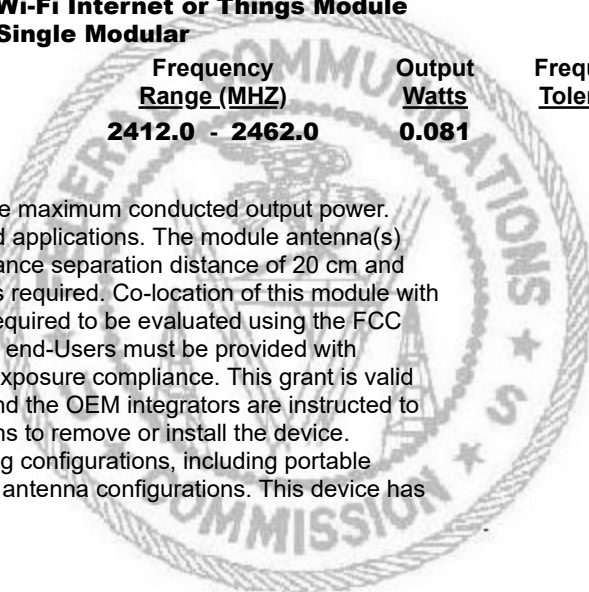 Wi-Fi Internet or Things Module
Single Modular
Frequency Output
Range (MHZ) Watts
2412.0 - 2462.0 0.081
maximum conducted output power.
applications. The module antenna(s)
separation distance of 20 cm and
required. Co-location of this module with
to be evaluated using the FCC
end-Users must be provided with
exposure compliance. This grant is valid
the OEM integrators are instructed to
to remove or install the device.
configurations, including portable
antenna configurations. This device has
COMMUNICATIONS
COMMISSION